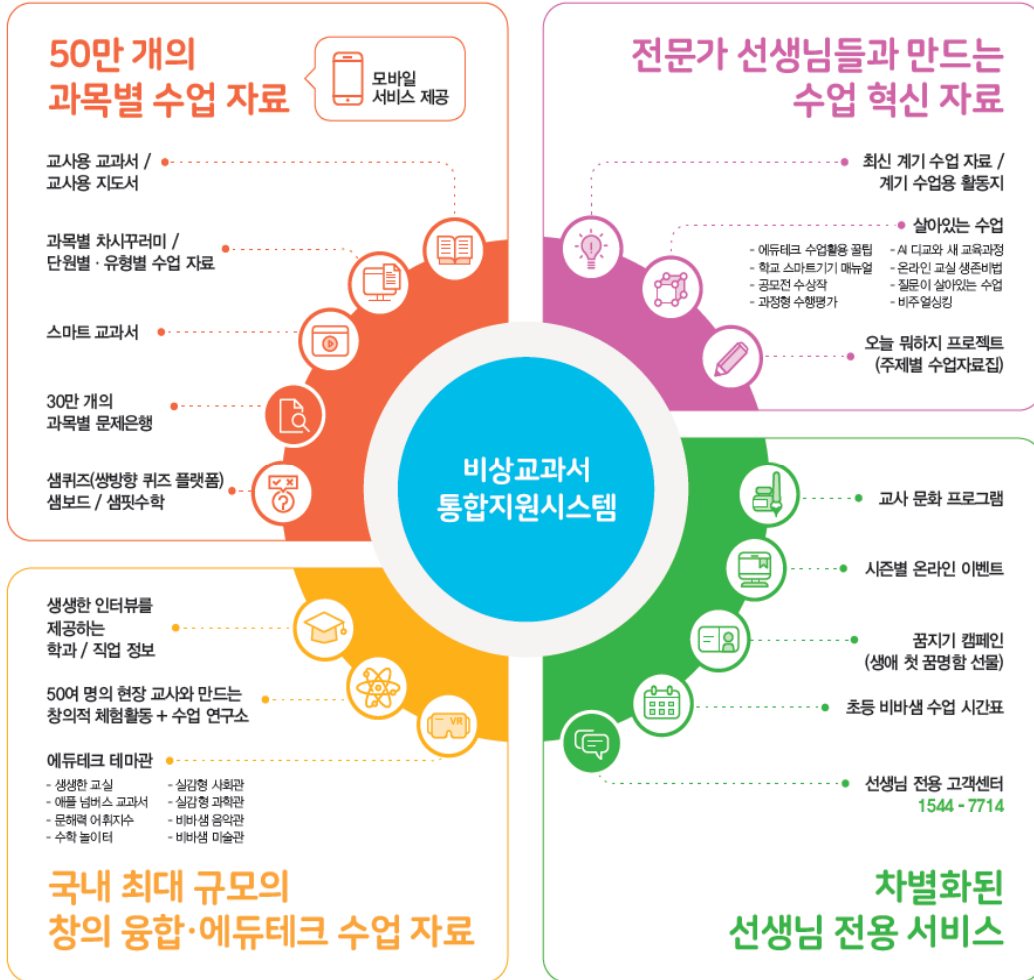 50만 개의
과목별 수업 자료
모바일
서비스 제공
교사용 교과서 /
교사용 지도서
과목별 차시꾸러미 /
단원별 · 유형별 수업 자료
스마트 교과서
30만 개의
과목별 문제은행
샘퀴즈(쌍방향 퀴즈 플랫폼)
샘보드 / 샘핏수학
전문가 선생님들과 만드는
수업 혁신 자료
최신 계기 수업 자료 /
계기 수업용 활동지
살아있는 수업
- 에듀테크 수업활용 꿀팁
- 학교 스마트기기 매뉴얼
- 공모전 수상작
- 과정형 수행평가
- AI 디교와 새 교육과정
- 온라인 교실 생존비법
- 질문이 살아있는 수업
- 비주얼싱킹
오늘 뭐하지 프로젝트
(주제별 수업자료집)
비상교과서
통합지원시스템
생생한 인터뷰를
제공하는
학과 / 직업 정보
50여 명의 현장 교사와 만드는
창의적 체험활동 + 수업 연구소
에듀테크 테마관
- 생생한 교실
- 애플 넘버스 교과서
- 문해력 어휘지수
- 수학 놀이터
- 실감형 사회관
- 실감형 과학관
- 비바샘 음악관
- 비바샘 미술관
VR
국내 최대 규모의
창의 융합·에듀테크 수업 자료
교사 문화 프로그램
시즌별 온라인 이벤트
꿈지기 캠페인
(생애 첫 꿈명함 선물)
초등 비바샘 수업 시간표
선생님 전용 고객센터
1544 - 7714
차별화된
선생님 전용 서비스